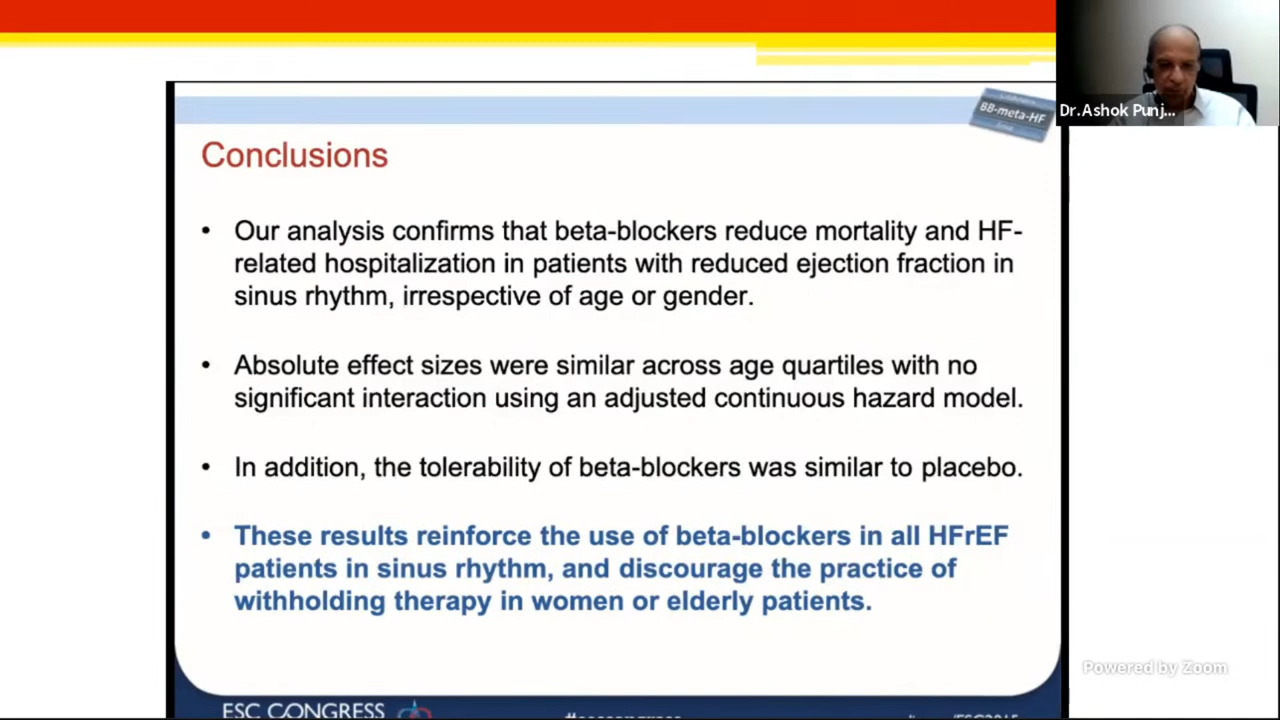 BB-meta-HF
Dr.Ashok Punj...
Conclusions
• Our analysis confirms that beta-blockers reduce mortality and HF-
related hospitalization in patients with reduced ejection fraction in
sinus rhythm, irrespective of age or gender.
• Absolute effect sizes were similar across age quartiles with no
significant interaction using an adjusted continuous hazard model.
• In addition, the tolerability of beta-blockers was similar to placebo.
• These results reinforce the use of beta-blockers in all HFrEF
patients in sinus rhythm, and discourage the practice of
withholding therapy in women or elderly patients.
Powered by Zoom
ESC CONGRESS